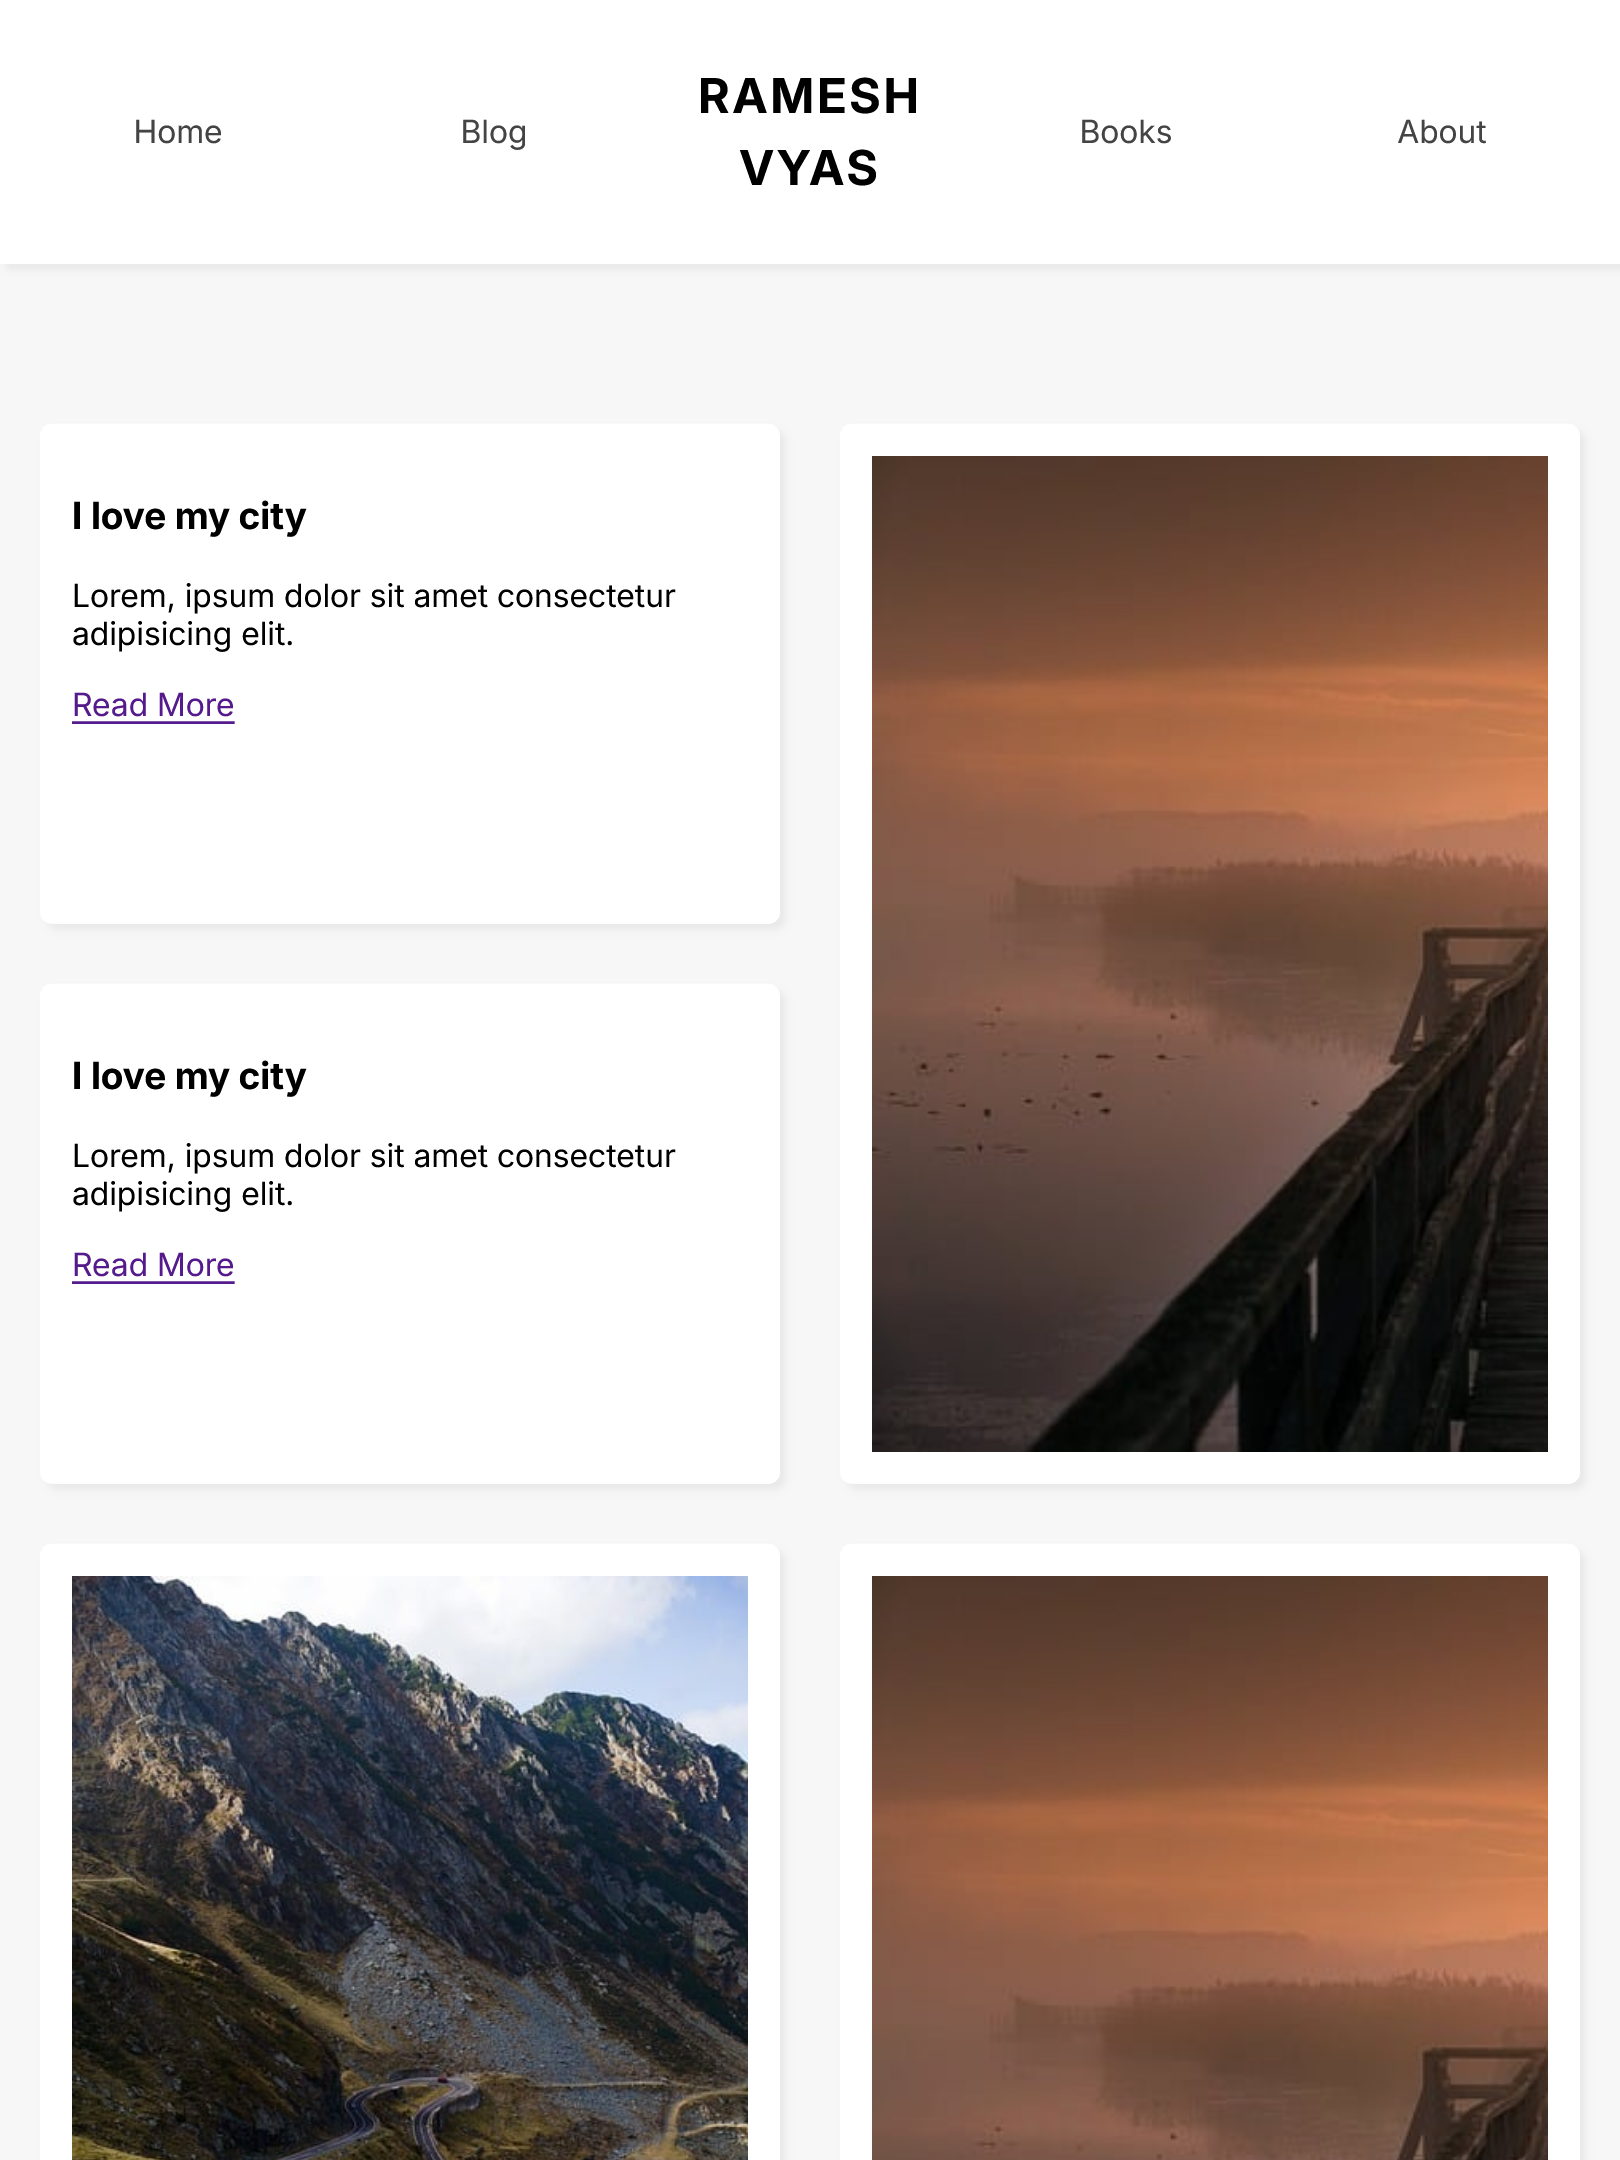 Home
Blog
RAMESH
VYAS
Books
About
I love my city
Lorem, ipsum dolor sit amet consectetur
adipisicing elit.
Read More
I love my city
Lorem, ipsum dolor sit amet consectetur
adipisicing elit.
Read More